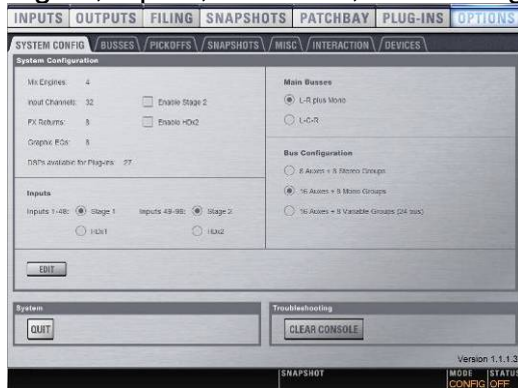 INPUTS OUTPUTS FILING SNAPSHOTS PATCHBAY PLUG-INS OPTIONS
SYSTEM CONFIG BUSSES PICKOFFS SNAPSHOTS MISC INTERACTION DEVICES
System Configuration
Mix Engines: 4
Input Channels: 32 Enable Stage 2
FX Returns: 8 Enable HDx2
Graphic EQs: 8
DSPs available for Plug-ins: 27
Inputs
Inputs 1-48: Stage 1 Inputs 49-96: Stage 2
HDx1 HDx2
Main Busses
L-R plus Mono
L-C-R
Bus Configuration
8 Auxes + 8 Stereo Groups
16 Auxes + 8 Mono Groups
16 Auxes + 8 Variable Groups (24 bus)
EDIT
System
QUIT
Troubleshooting
CLEAR CONSOLE
Version 1.1.1.3
SNAPSHOT MODE STATUS
CONFIG OFF